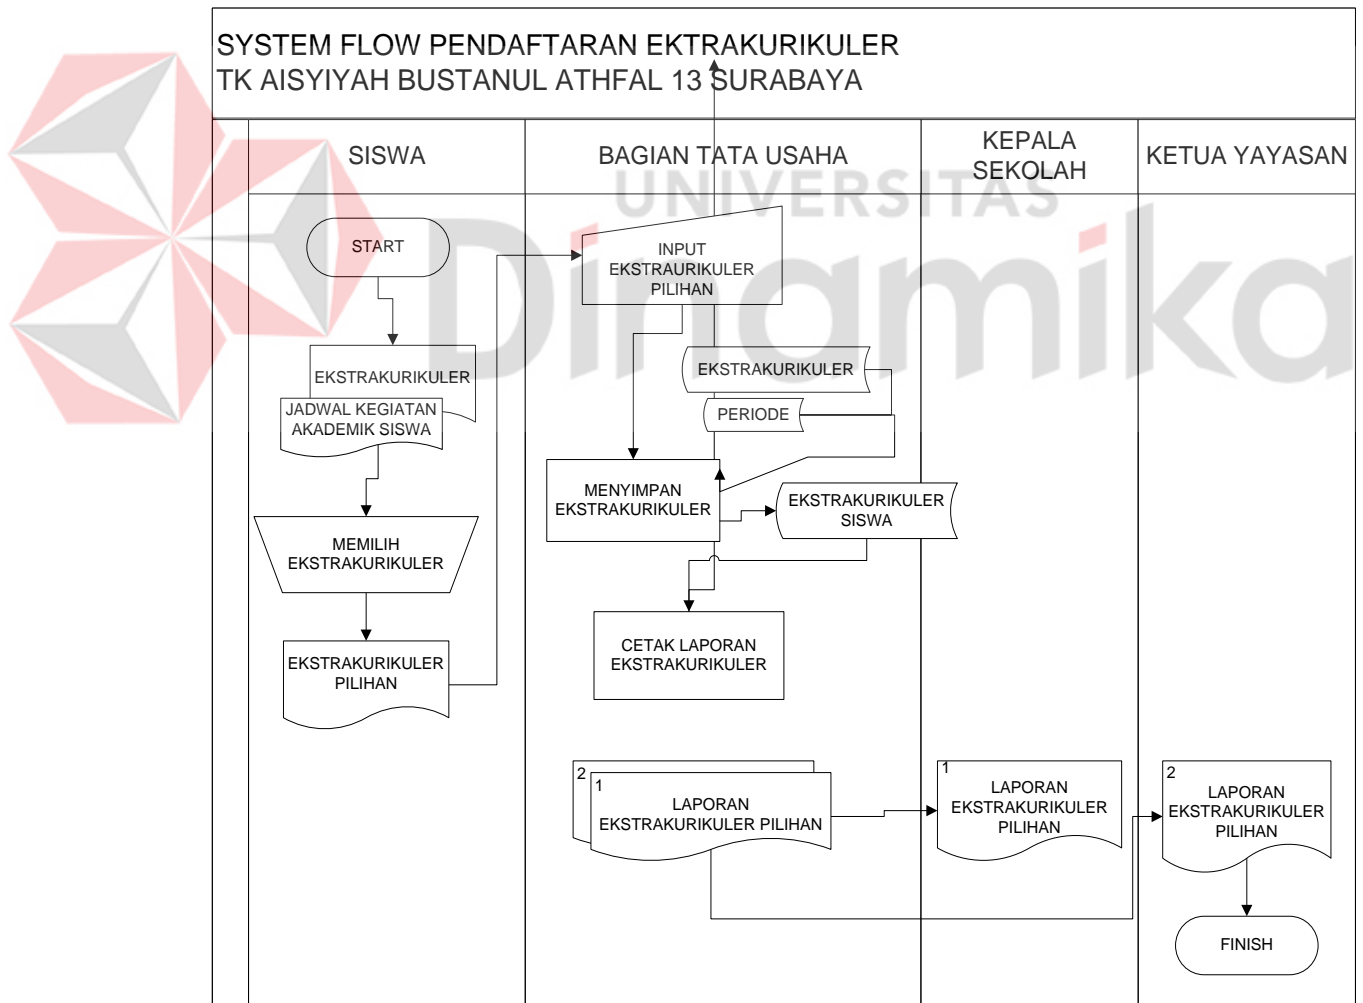 SYSTEM FLOW PENDAFTARAN EKTRAKURIKULER
TK AISYIYAH BUSTANUL ATHFAL 13 SURABAYA
SISWA
BAGIAN TATA USAHA
KEPALA
SEKOLAH
KETUA YAYASAN
UNIVERSITAS
Dinamika
START
INPUT
EKSTRAURIKULER
PILIHAN
EKSTRAKURIKULER
JADWAL KEGIATAN
AKADEMIK SISWA
EKSTRAKURIKULER
PERIODE
MENYIMPAN
EKSTRAKURIKULER
EKSTRAKURIKULER
SISWA
MEMILIH
EKSTRAKURIKULER
EKSTRAKURIKULER
PILIHAN
CETAK LAPORAN
EKSTRAKURIKULER
2
1
LAPORAN
EKSTRAKURIKULER PILIHAN
1
LAPORAN
EKSTRAKURIKULER
PILIHAN
2
LAPORAN
EKSTRAKURIKULER
PILIHAN
FINISH